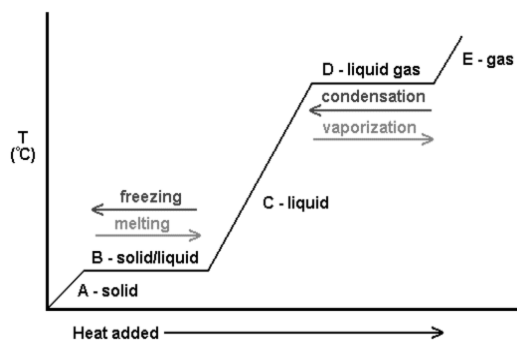 D - liquid gas
E - gas
condensation
vaporization
T
(°C)
freezing
melting
C - liquid
B - solid/liquid
A - solid
Heat added